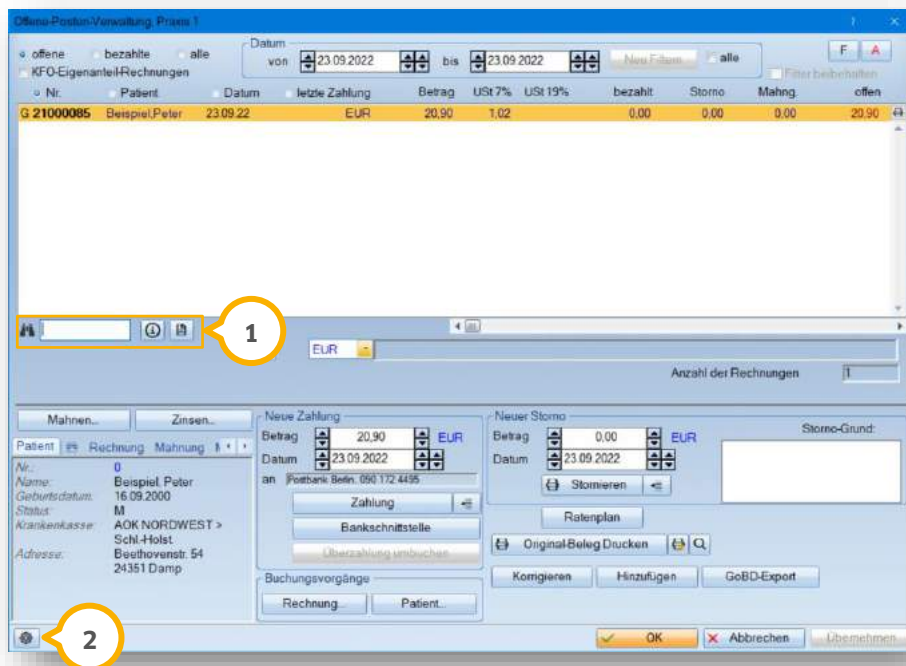 Offene-Posten-Verwaltung, Praxis 1
offene bezahlte alle
KFO-Eigenanteil-Rechnungen
Datum
von 23.09.2022 bis 23.09.2022 Neu Filtern alle
F A
Filter beibehalten
Nr. Patient Datum letzte Zahlung Betrag USt 7% USt 19% bezahlt Storno Mahng. offen
G 21000085 Beispiel,Peter 23.09.22 EUR 20,90 1,02 0,00 0,00 0,00 20,90
1
EUR
Anzahl der Rechnungen 1
Mahnen... Zinsen...
Patient Rechnung Mahnung
Nr.: 0
Name: Beispiel, Peter
Geburtsdatum: 16.09.2000
Status: M
Krankenkasse: AOK NORDWEST >
Schl.-Holst.
Adresse: Beethovenstr. 54
24351 Damp
Neue Zahlung
Betrag 20,90 EUR
Datum 23.09.2022
an Postbank Berlin. 090 172 4495
Zahlung
Bankschnittstelle
Überzahlung umbuchen
Buchungsvorgänge
Rechnung... Patient...
Neuer Storno
Betrag 0,00 EUR
Datum 23.09.2022
Stornieren
Storno-Grund:
Ratenplan
Original-Beleg Drucken
Korrigieren Hinzufügen GoBD-Export
2
OK Abbrechen Übernehmen